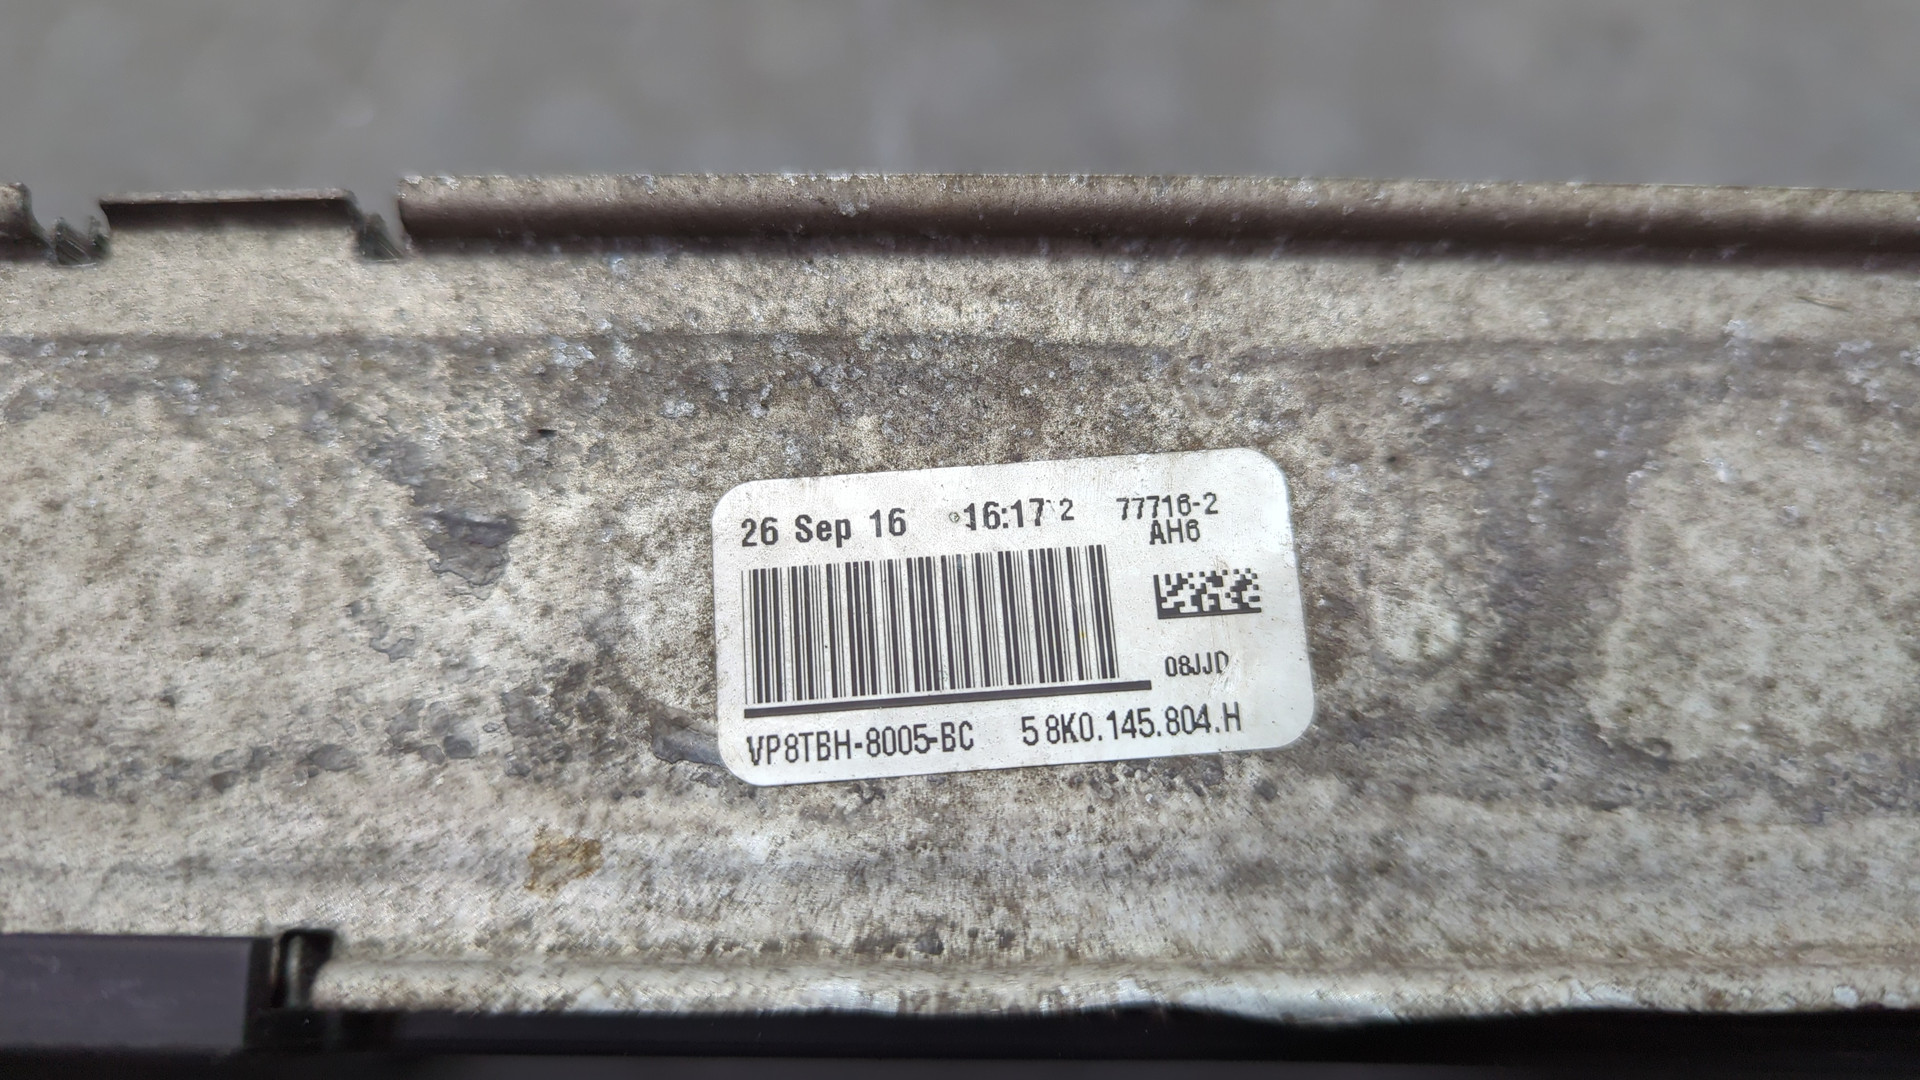 26 Sep 16 16:17 2 77716-2
AH6
08JJD
VP8TBH-8005-BC 5 8K0.145.804.H